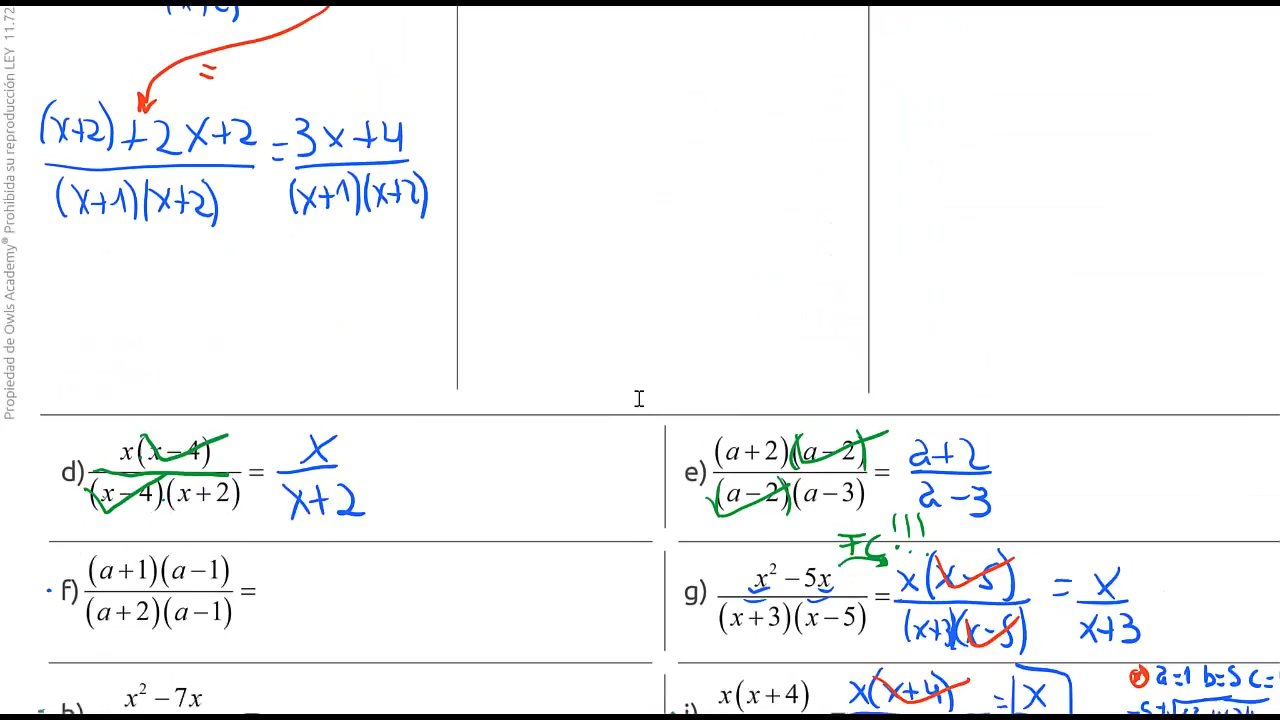 Propiedad de Owls Academy® Prohibida su reproducción LEY 11.72
=
(x+2)+2x+2 / (x+1)(x+2) = 3x+4 / (x+1)(x+2)
d) x(x−4) / (x−4)(x+2) = x / x+2
e) (a+2)(a−2) / (a−2)(a−3) = a+2 / a−3
FC !!!
f) (a+1)(a−1) / (a+2)(a−1) =
g) x² − 5x / (x+3)(x−5) = x(x−5) / (x+3)(x−5) = x / x+3
x² − 7x
i) x(x+4) x(x+4) = x
a=1 b=5 c=